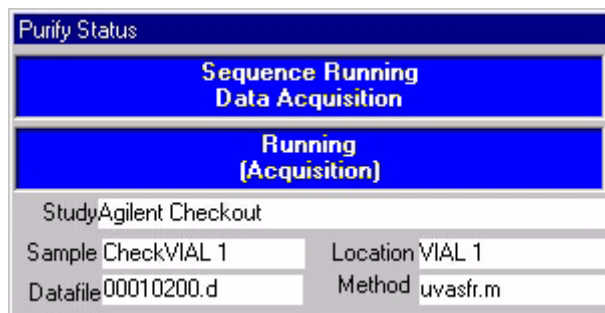 Purify Status
Sequence Running
Data Acquisition
Running
(Acquisition)
Study Agilent Checkout
Sample CheckVIAL 1 Location VIAL 1
Datafile 00010200.d Method uvasfr.m